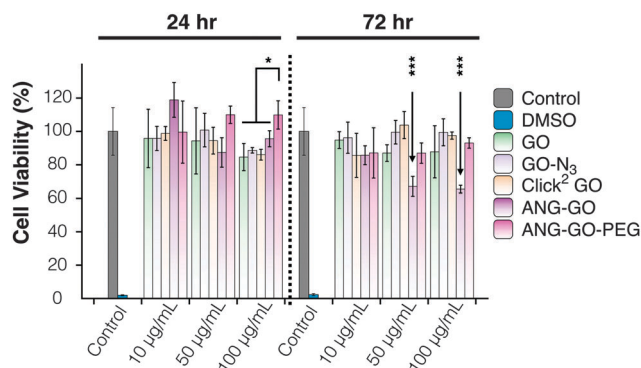 24 hr
72 hr
*
***
***
Cell Viability (%)
120
100
80
60
40
20
0
Control
10 µg/mL
50 µg/mL
100 µg/mL
Control
10 µg/mL
50 µg/mL
100 µg/mL
Control
DMSO
GO
GO-N₃
Click² GO
ANG-GO
ANG-GO-PEG